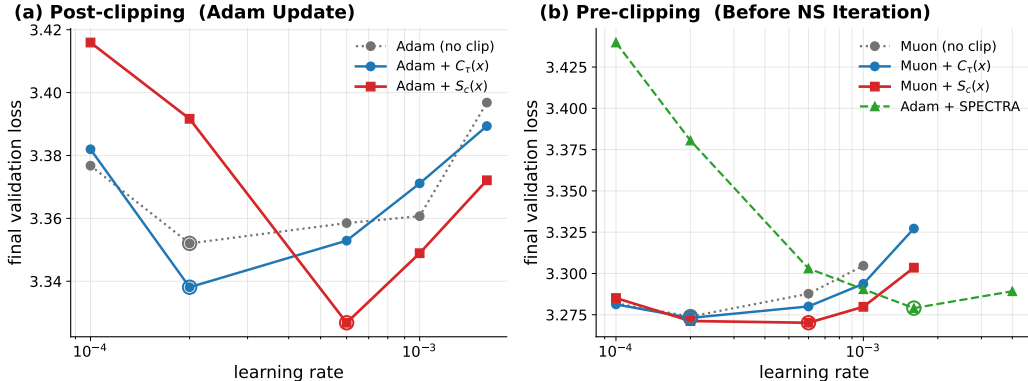 (a) Post-clipping (Adam Update)
3.42
3.40
3.38
3.36
3.34
final validation loss
Adam (no clip)
Adam + C_τ(x)
Adam + S_c(x)
10⁻⁴
10⁻³
learning rate
(b) Pre-clipping (Before NS Iteration)
3.425
3.400
3.375
3.350
3.325
3.300
3.275
final validation loss
Muon (no clip)
Muon + C_τ(x)
Muon + S_c(x)
Adam + SPECTRA
10⁻⁴
10⁻³
learning rate